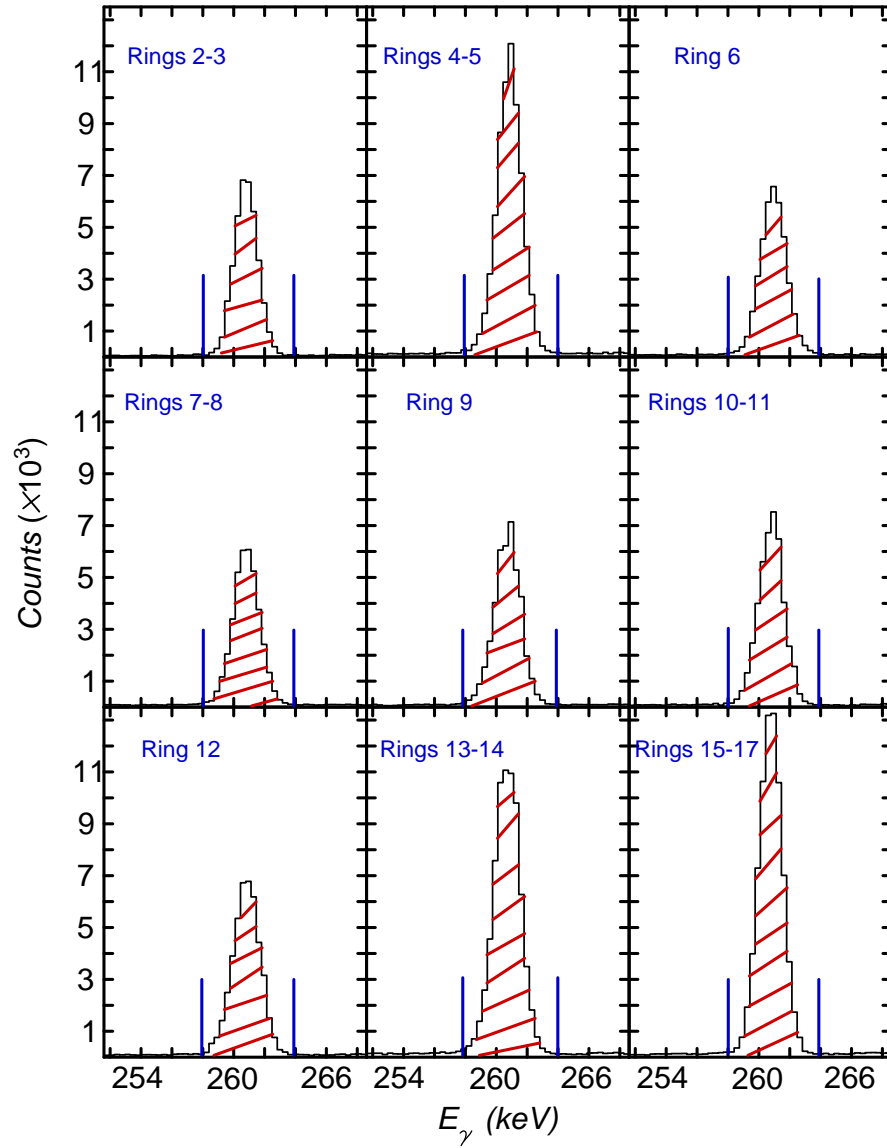 Rings 2-3
Rings 4-5
Ring 6
11
9
7
5
3
1
Rings 7-8
Ring 9
Rings 10-11
11
9
7
5
3
1
Counts (×10³)
Ring 12
Rings 13-14
Rings 15-17
11
9
7
5
3
1
254 260 266 254 260 266 254 260 266
E_γ (keV)